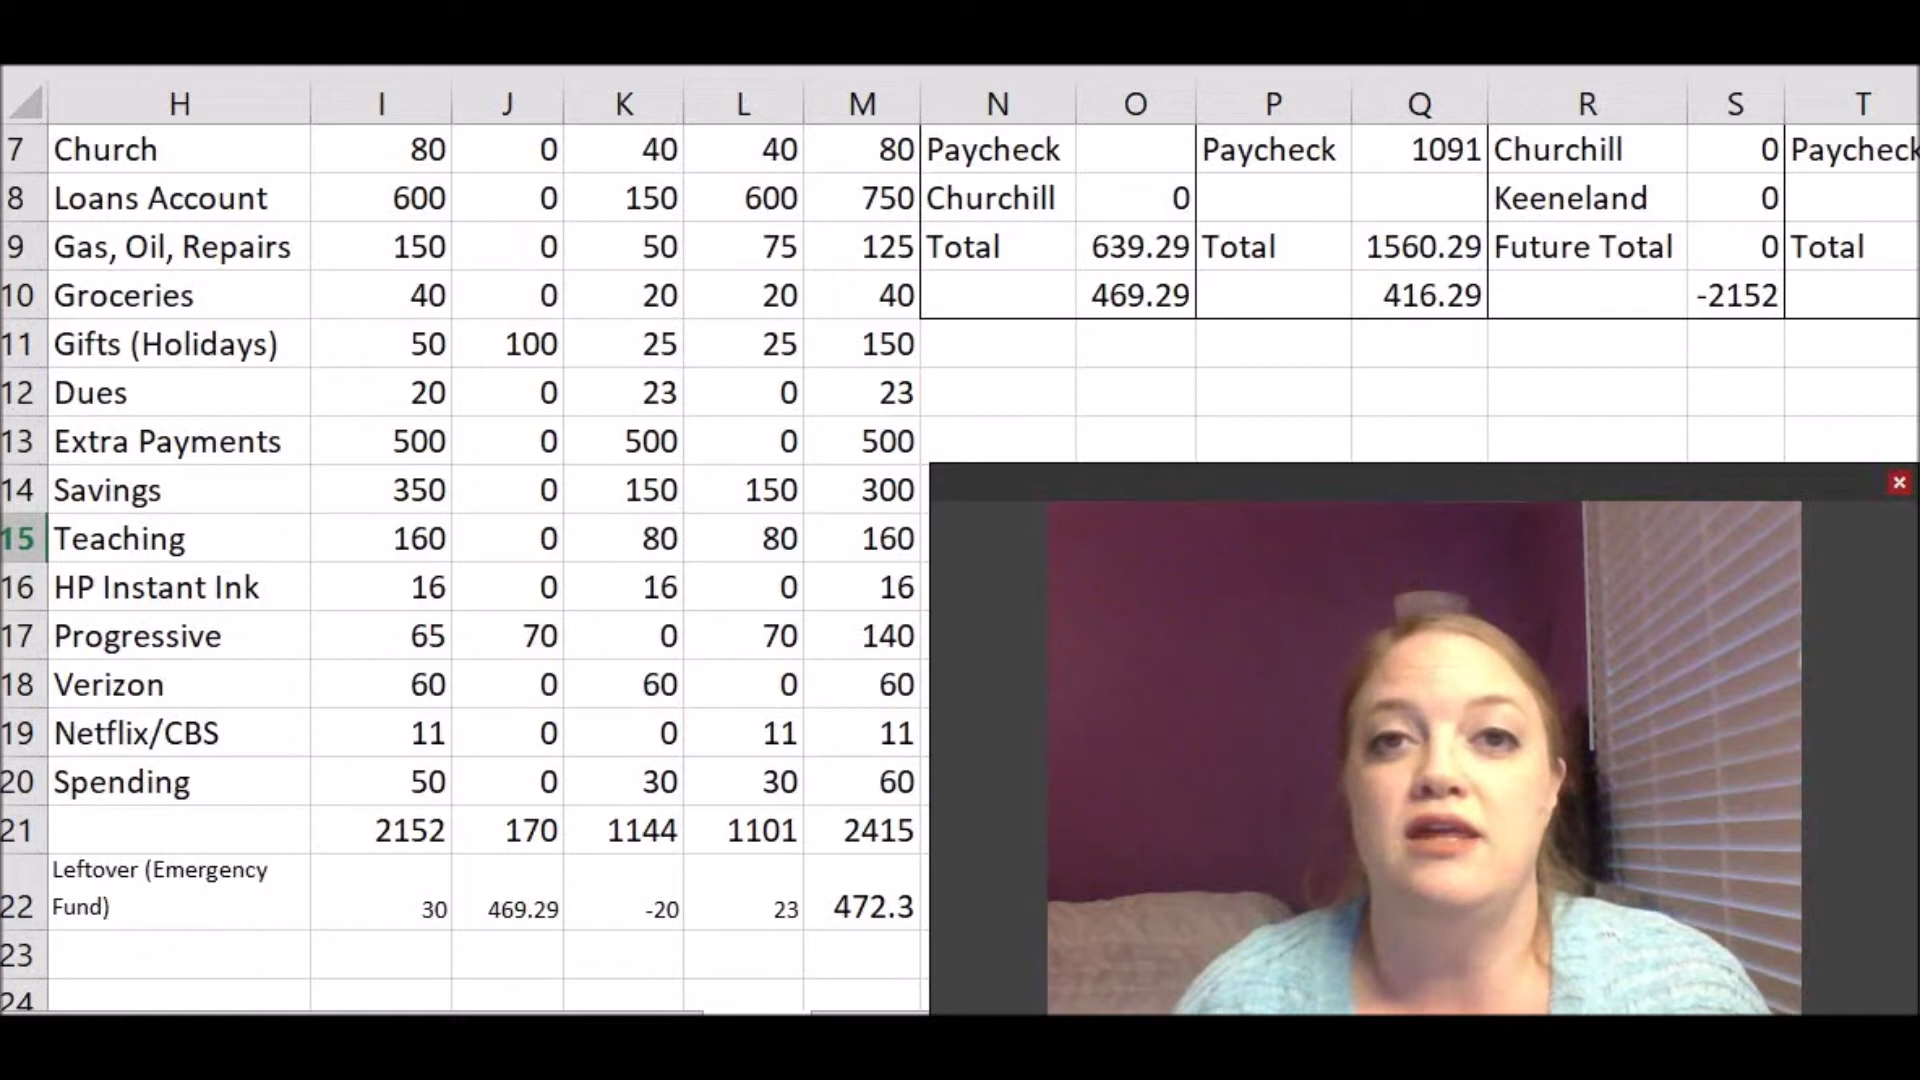 H I J K L M N O P Q R S T
7 Church 80 0 40 40 80 Paycheck Paycheck 1091 Churchill 0 Paycheck
8 Loans Account 600 0 150 600 750 Churchill 0 Keeneland 0
9 Gas, Oil, Repairs 150 0 50 75 125 Total 639.29 Total 1560.29 Future Total 0 Total
10 Groceries 40 0 20 20 40 469.29 416.29 -2152
11 Gifts (Holidays) 50 100 25 25 150
12 Dues 20 0 23 0 23
13 Extra Payments 500 0 500 0 500
14 Savings 350 0 150 150 300
15 Teaching 160 0 80 80 160
16 HP Instant Ink 16 0 16 0 16
17 Progressive 65 70 0 70 140
18 Verizon 60 0 60 0 60
19 Netflix/CBS 11 0 0 11 11
20 Spending 50 0 30 30 60
21 2152 170 1144 1101 2415
Leftover (Emergency
22 Fund) 30 469.29 -20 23 472.3
23
24